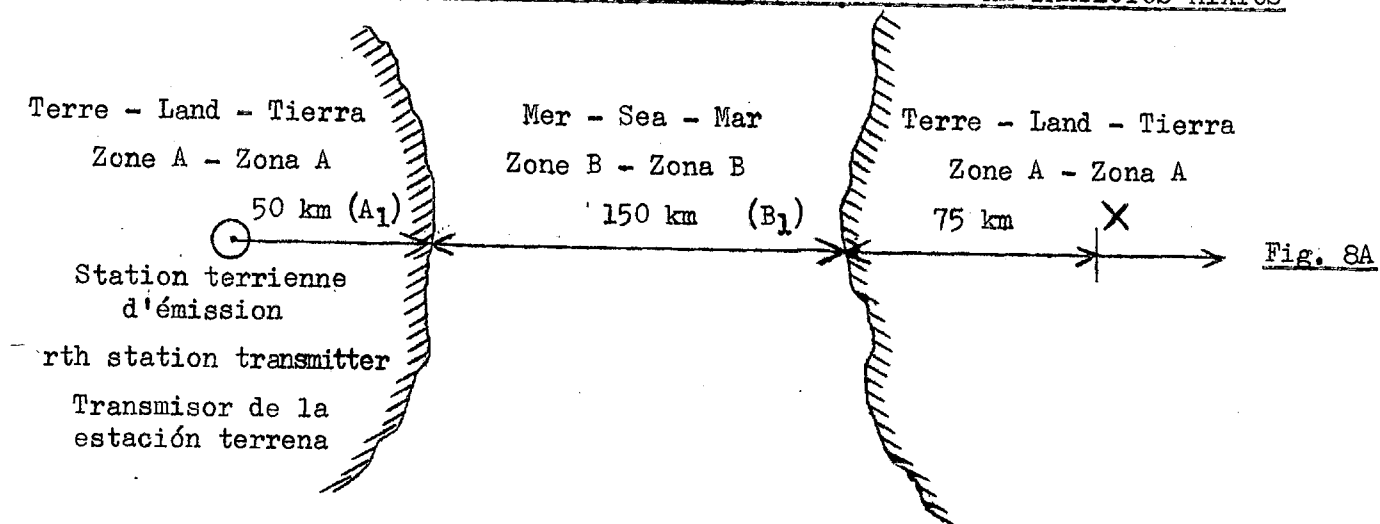 MIXTOS
Terre - Land - Tierra
Zone A - Zona A
50 km (A1)
Mer - Sea - Mar
Zone B - Zona B
150 km (B1)
Terre - Land - Tierra
Zone A - Zona A
75 km X
Fig. 8A
Station terrienne
d'émission
rth station transmitter
Transmisor de la
estación terrena